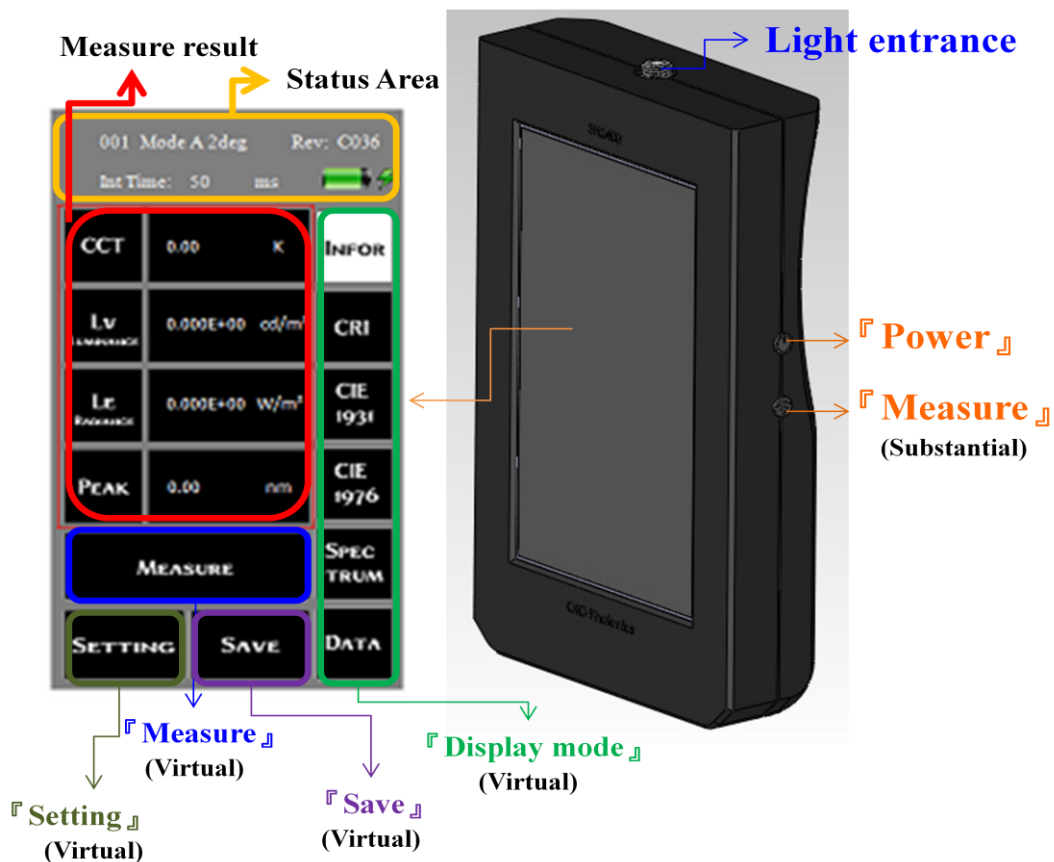 Measure result
Status Area
Light entrance
001 Mode A 2deg Rev: C036
Int Time: 50 ms
CCT 0.00 K
INFOR
LV 0.000E+00 cd/m²
LUMINANCE
CRI
LE 0.000E+00 W/m²
RADIANCE
CIE
1931
PEAK 0.00 nm
CIE
1976
MEASURE
SPEC
TRUM
SETTING
SAVE
DATA
『Power』
『Measure』
(Substantial)
『Measure』
(Virtual)
『Display mode』
(Virtual)
『Setting』
(Virtual)
『Save』
(Virtual)